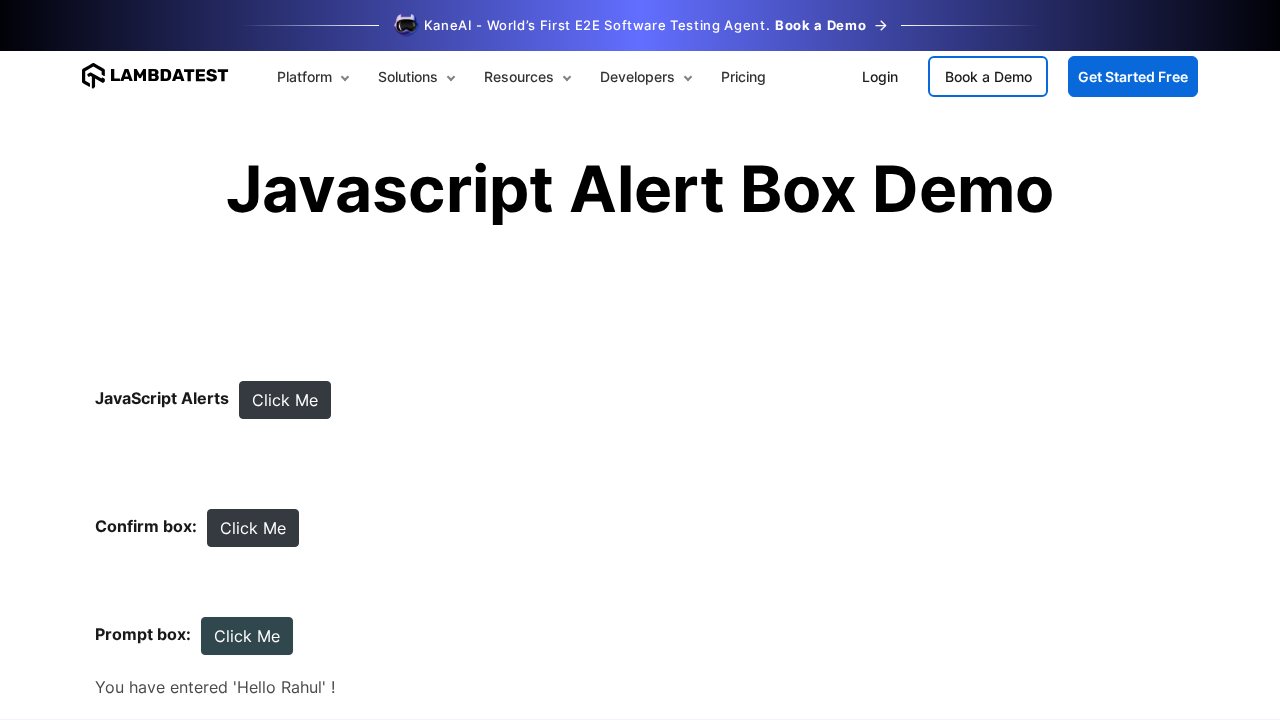 KaneAI - World's First E2E Software Testing Agent. Book a Demo →
LAMBDATEST Platform Solutions Resources Developers Pricing Login Book a Demo Get Started Free
Javascript Alert Box Demo
JavaScript Alerts Click Me
Confirm box: Click Me
Prompt box: Click Me
You have entered 'Hello Rahul' !